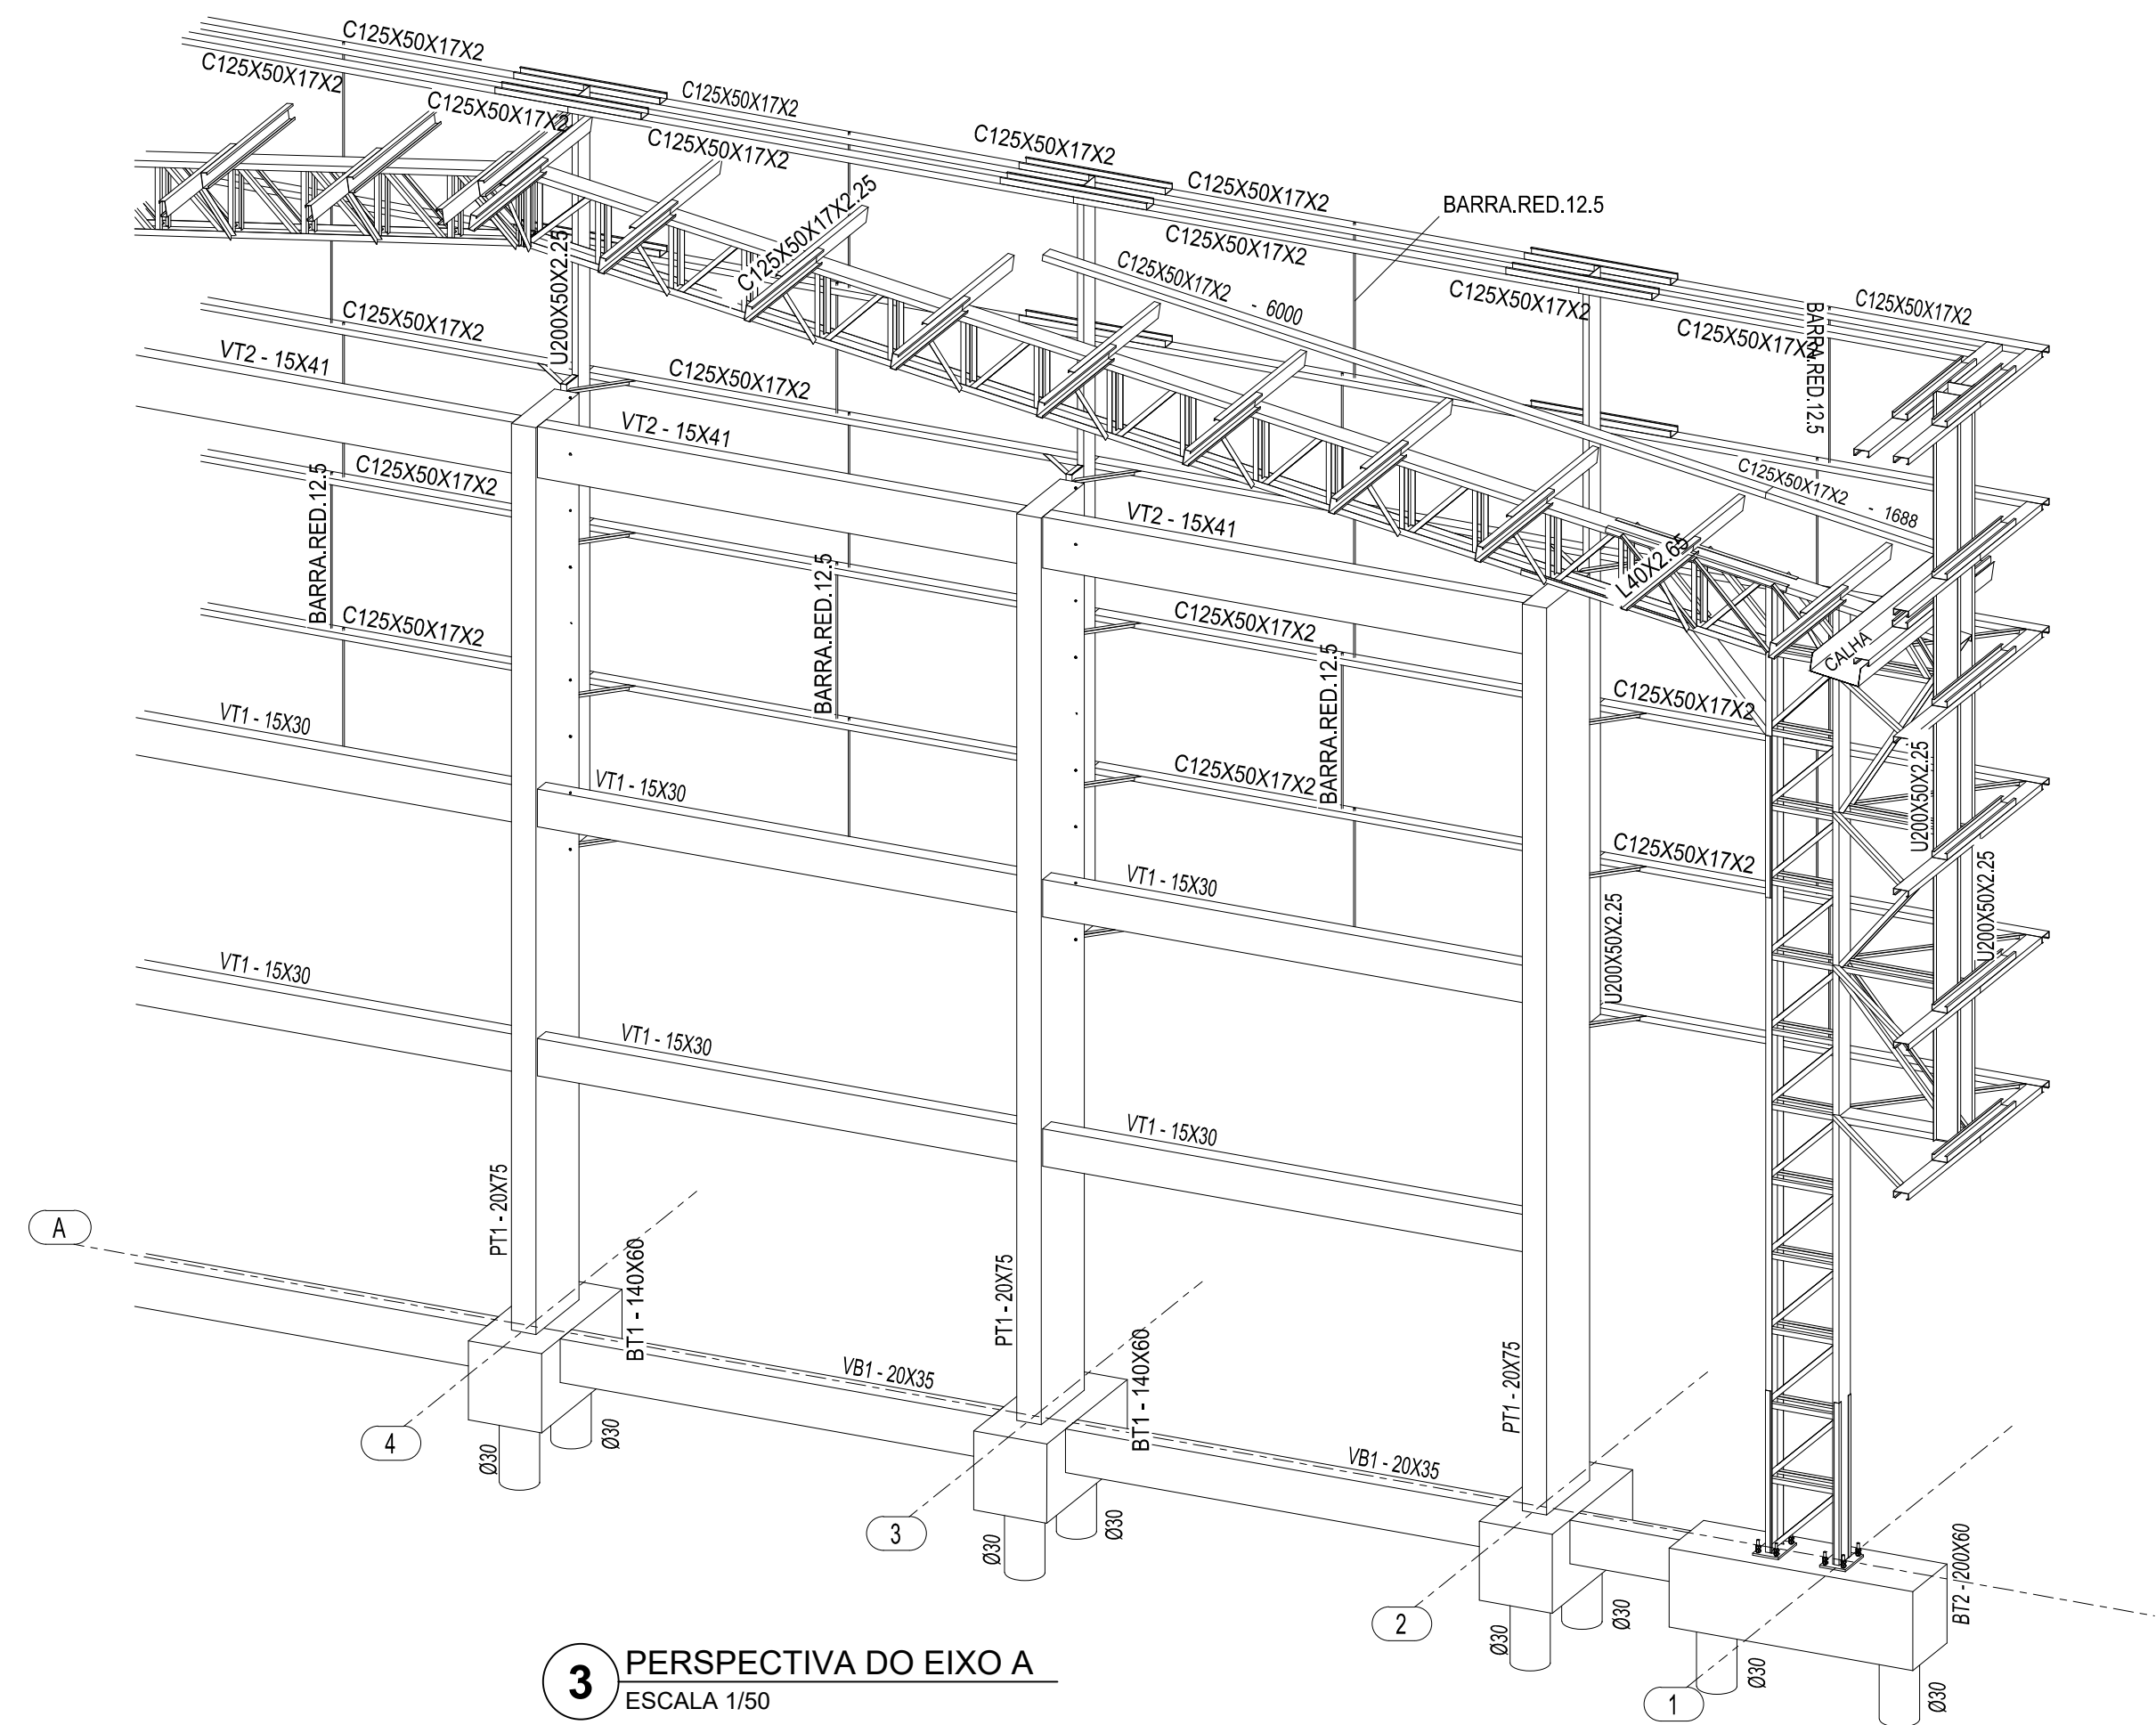 C125X50X17X2
C125X50X17X2
C125X50X17X2
C125X50X17X2
C125X50X17X2
C125X50X17X2
C125X50X17X2
C125X50X17X2
C125X50X17X2
C125X50X17X2
C125X50X17X2
BARRA.RED.12.5
C125X50X17X2.25
C125X50X17X2 - 6000
U200X50X2.25
C125X50X17X2
VT2 - 15X41
C125X50X17X2
VT2 - 15X41
BARRA.RED.12.5
C125X50X17X2
BARRA.RED.12.5
VT2 - 15X41
C125X50X17X2 - 1688
L40X2.65
BARRA.RED.12.5
C125X50X17X2
C125X50X17X2
BARRA.RED.12.5
CALHA
C125X50X17X2
VT1 - 15X30
VT1 - 15X30
C125X50X17X2
U200X50X2.25
C125X50X17X2
VT1 - 15X30
U200X50X2.25
U200X50X2.25
VT1 - 15X30
VT1 - 15X30
VT1 - 15X30
PT1 - 20X75
A
BT1 - 140X60
PT1 - 20X75
VB1 - 20X35
BT1 - 140X60
PT1 - 20X75
4
Ø30
Ø30
VB1 - 20X35
3
Ø30
Ø30
BT2 - 200X60
2
Ø30
Ø30
1
Ø30
Ø30
3
PERSPECTIVA DO EIXO A
ESCALA 1/50